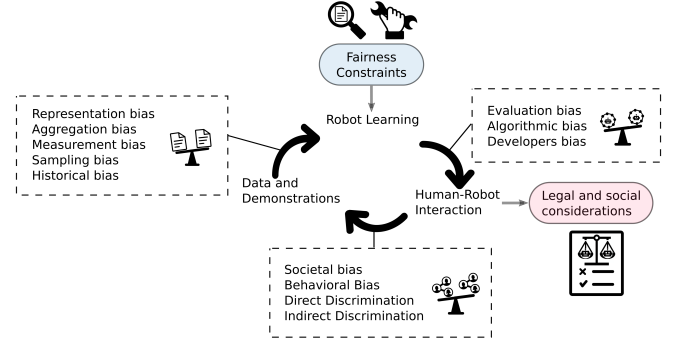 Fairness
Constraints
Robot Learning
Representation bias
Aggregation bias
Measurement bias
Sampling bias
Historical bias
Evaluation bias
Algorithmic bias
Developers bias
Data and
Demonstrations
Human-Robot
Interaction
Legal and social
considerations
Societal bias
Behavioral Bias
Direct Discrimination
Indirect Discrimination